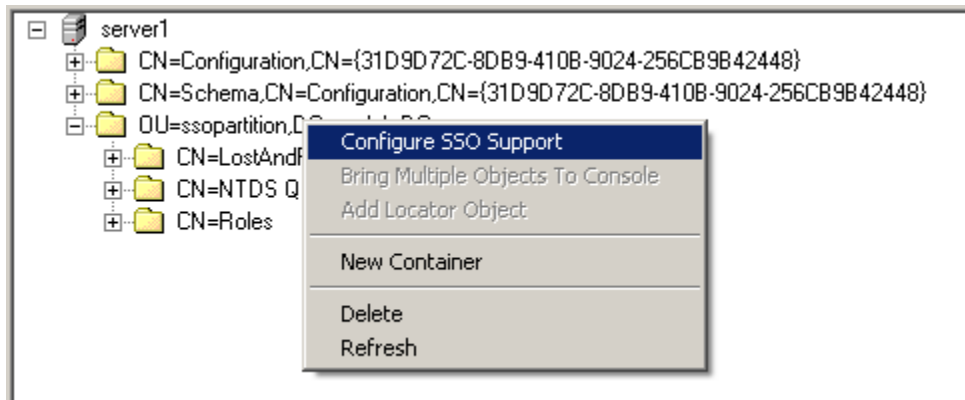 server1
CN=Configuration,CN={31D9D72C-8DB9-410B-9024-256CB9B42448}
CN=Schema,CN=Configuration,CN={31D9D72C-8DB9-410B-9024-256CB9B42448}
OU=ssopartition,
Configure SSO Support
CN=LostAndF
Bring Multiple Objects To Console
CN=NTDS Q
Add Locator Object
CN=Roles
New Container
Delete
Refresh